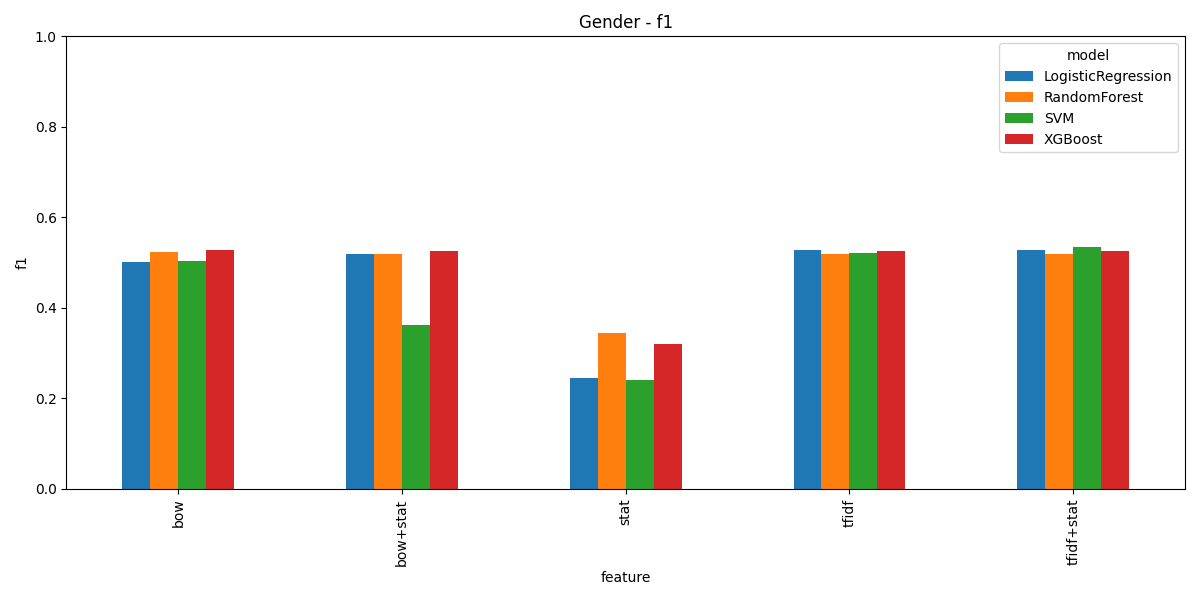 Gender - f1
model
LogisticRegression
RandomForest
SVM
XGBoost
1.0
0.8
0.6
0.4
0.2
0.0
f1
bow
bow+stat
stat
tfidf
tfidf+stat
feature